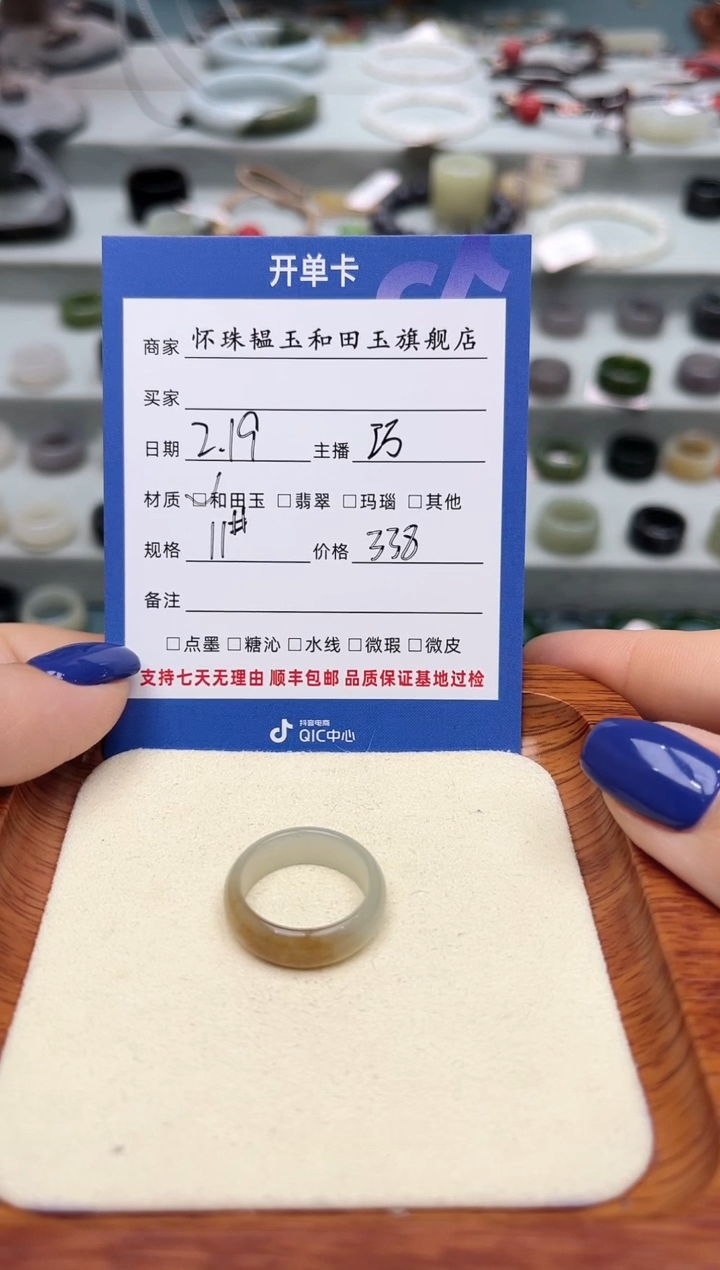 开单卡
商家 怀珠韫玉和田玉旗舰店
买家
日期 2.19 主播 巧
材质 ☑和田玉 □翡翠 □玛瑙 □其他
规格 11# 价格 338
备注
□点墨 □糖沁 □水线 □微瑕 □微皮
支持七天无理由 顺丰包邮 品质保证基地过检
抖音电商
QIC中心